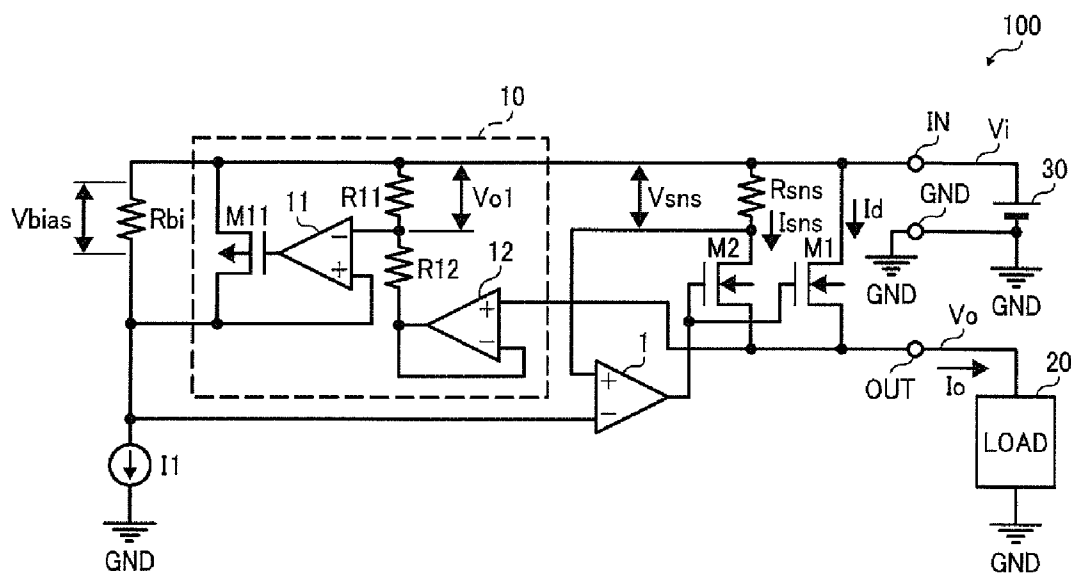 100
10
IN
Vi
30
GND
Vbias
Rbi
M11
11
R11
Vo1
Vsns
Rsns
Isns
Id
R12
12
M2
M1
GND
GND
Vo
1
OUT
Io
20
LOAD
I1
GND
GND
+
−
+
−
+
−